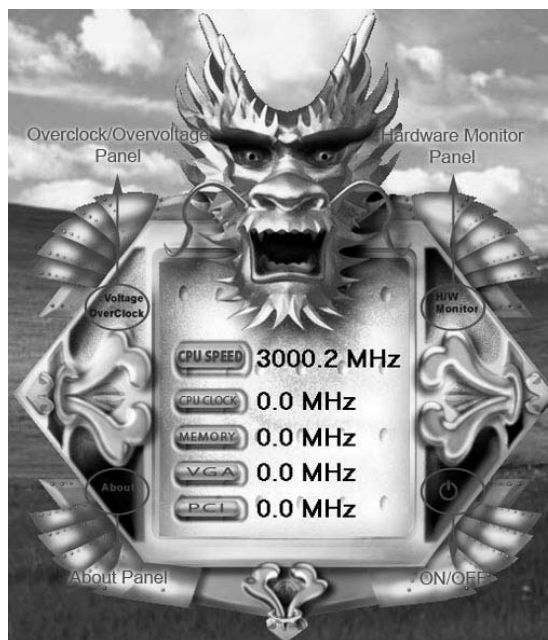 Overclock/Overvoltage
Panel
Hardware Monitor
Panel
Voltage
OverClock
H/W
Monitor
CPU SPEED 3000.2 MHz
CPU CLOCK 0.0 MHz
MEMORY 0.0 MHz
VGA 0.0 MHz
PCI 0.0 MHz
About
About Panel
ON/OFF